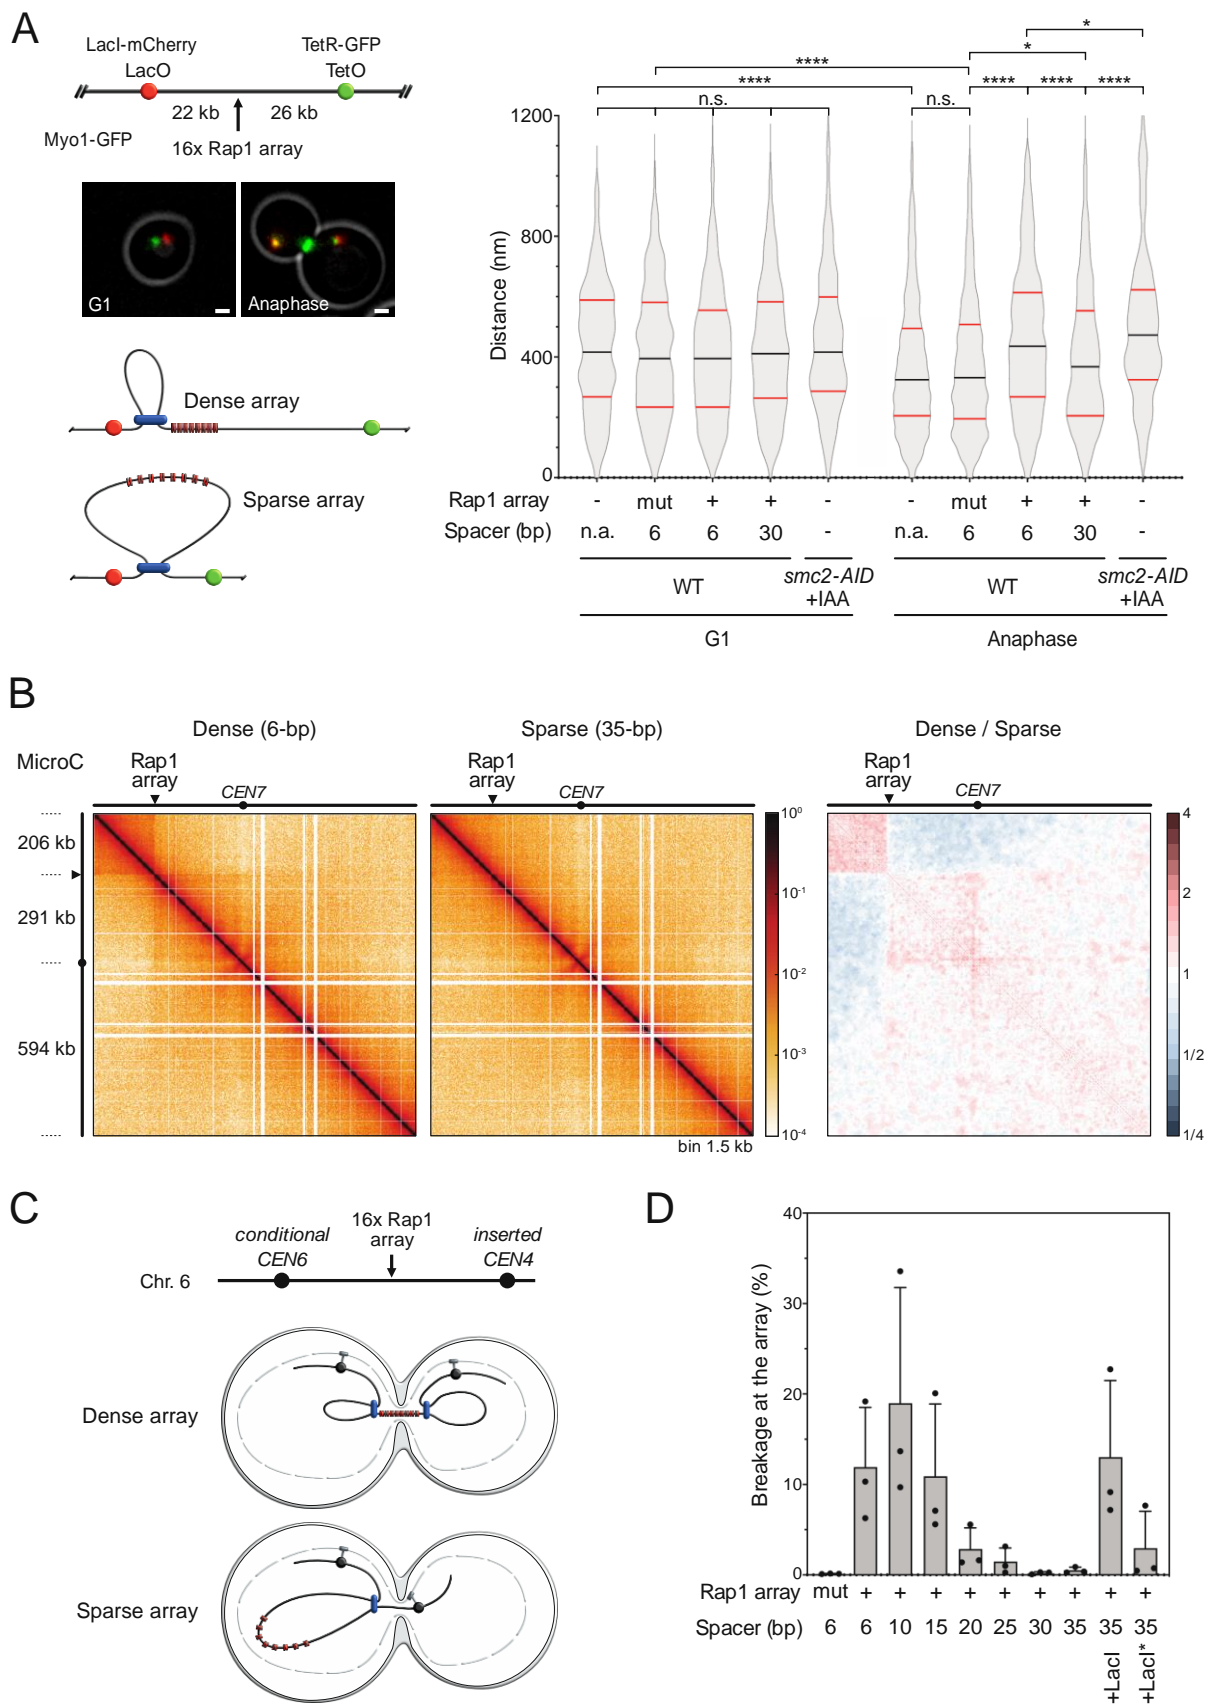 A
LacI-mCherry TetR-GFP
LacO TetO
22 kb 26 kb
Myo1-GFP
16x Rap1 array
G1
Anaphase
Dense array
Sparse array
Distance (nm)
1200
800
400
0
n.s.
****
****
n.s.
**** **** ****
*
*
Rap1 array - mut + + - - mut + + -
Spacer (bp) n.a. 6 6 30 - n.a. 6 6 30 -
WT smc2-AID WT smc2-AID
+IAA +IAA
G1 Anaphase
B
MicroC
Dense (6-bp) Sparse (35-bp) Dense / Sparse
Rap1 Rap1 Rap1
array array array
CEN7 CEN7 CEN7
206 kb
291 kb
594 kb
10⁰
10⁻¹
10⁻²
10⁻³
10⁻⁴
bin 1.5 kb
4
2
1
1/2
1/4
C
conditional 16x Rap1 inserted
CEN6 array CEN4
Chr. 6
Dense array
Sparse array
D
Breakage at the array (%)
40
30
20
10
0
Rap1 array mut + + + + + + + + +
Spacer (bp) 6 6 10 15 20 25 30 35 35 35
+LacI +LacI*